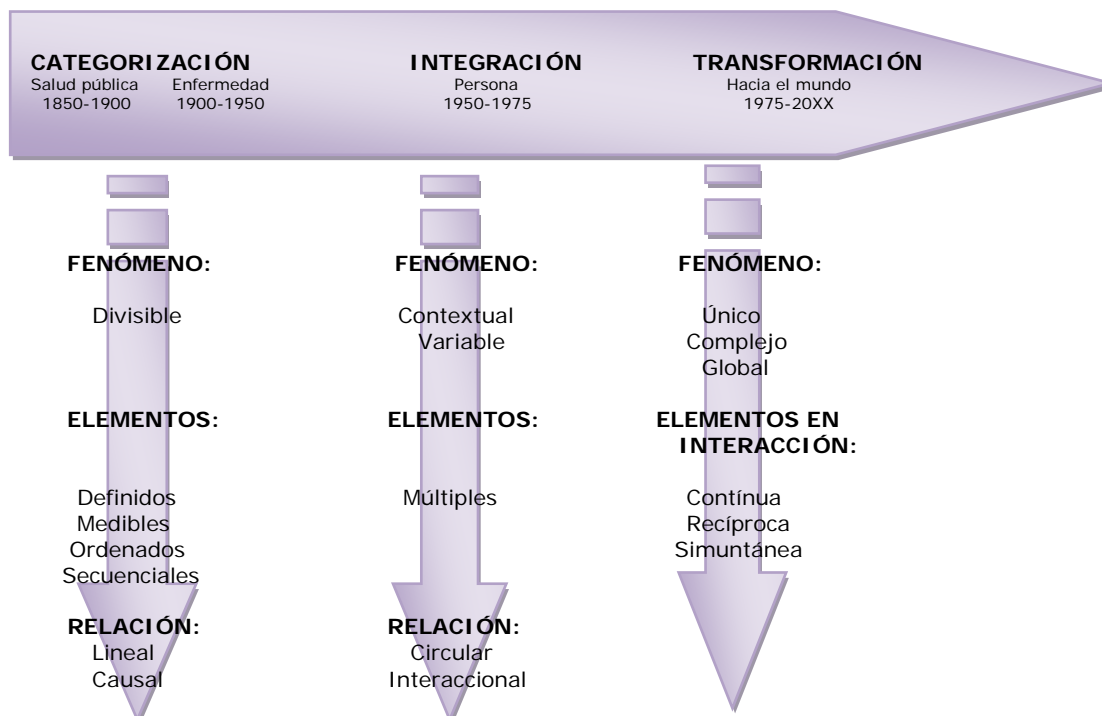 CATEGORIZACIÓN
Salud pública Enfermedad
1850-1900 1900-1950
INTEGRACIÓN
Persona
1950-1975
TRANSFORMACIÓN
Hacia el mundo
1975-20XX
FENÓMENO:
Divisible
ELEMENTOS:
Definidos
Medibles
Ordenados
Secuenciales
RELACIÓN:
Lineal
Causal
FENÓMENO:
Contextual
Variable
ELEMENTOS:
Múltiples
RELACIÓN:
Circular
Interaccional
FENÓMENO:
Único
Complejo
Global
ELEMENTOS EN
INTERACCIÓN:
Contínua
Recíproca
Simuntánea